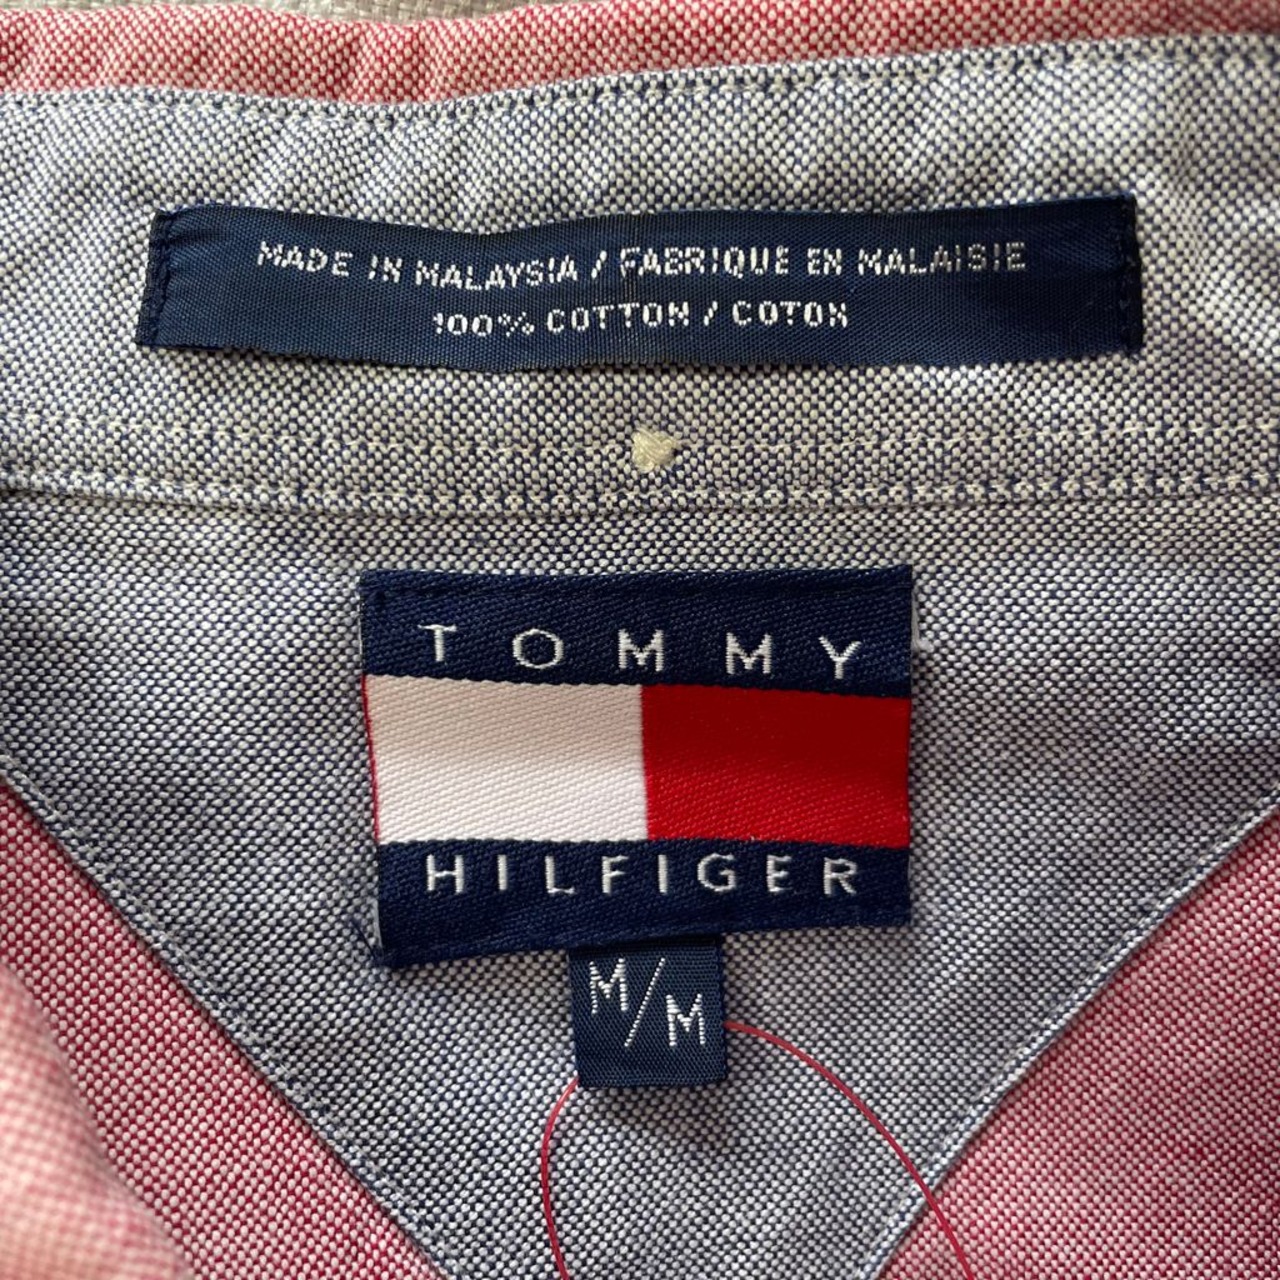 MADE IN MALAYSIA / FABRIQUE EN MALAISIE
100% COTTON / COTON
TOMMY
HILFIGER
M/M